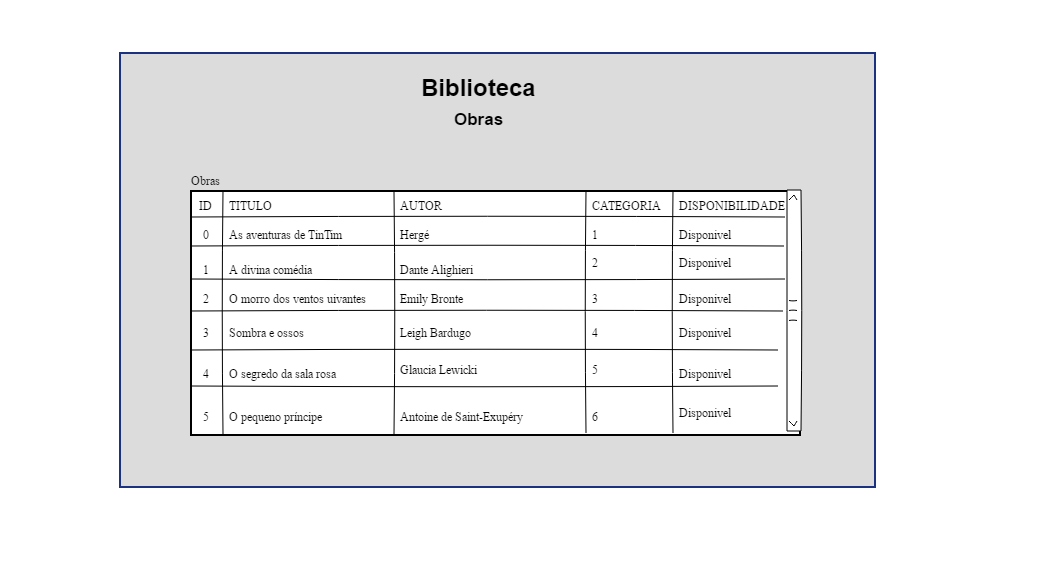 Biblioteca
Obras
Obras
ID TITULO AUTOR CATEGORIA DISPONIBILIDADE
0 As aventuras de TinTim Hergé 1 Disponivel
1 A divina comédia Dante Alighieri 2 Disponivel
2 O morro dos ventos uivantes Emily Bronte 3 Disponivel
3 Sombra e ossos Leigh Bardugo 4 Disponivel
4 O segredo da sala rosa Glaucia Lewicki 5 Disponivel
5 O pequeno príncipe Antoine de Saint-Exupéry 6 Disponivel